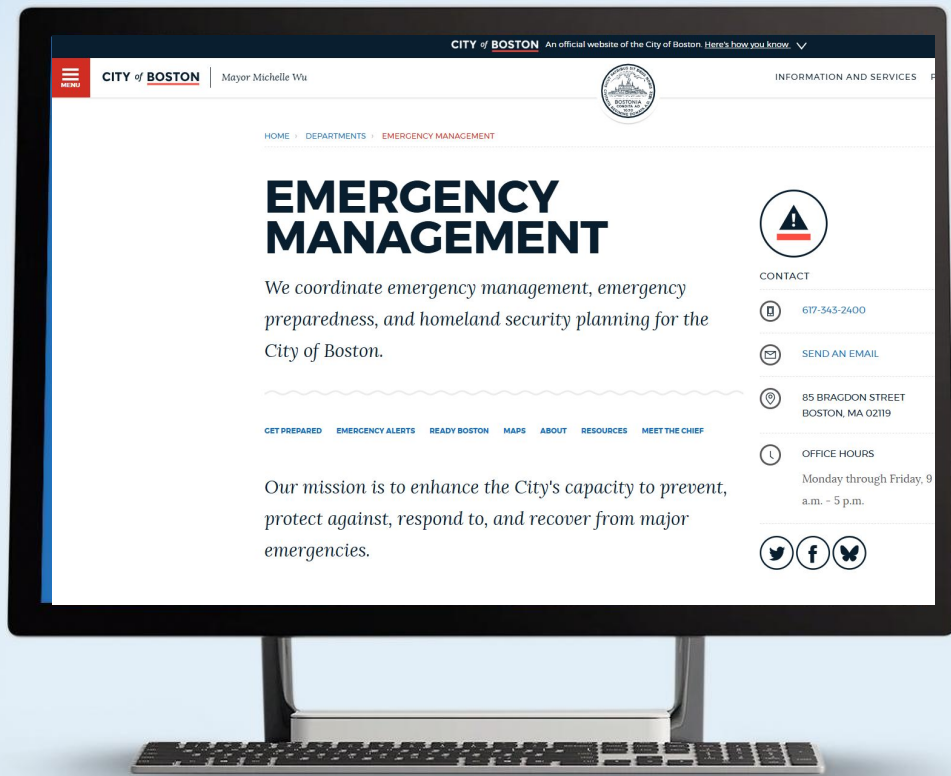 CITY of BOSTON An official website of the City of Boston. Here's how you know
MENU
CITY of BOSTON Mayor Michelle Wu
BOSTONIA
CONDITA AD
1630
INFORMATION AND SERVICES
HOME DEPARTMENTS EMERGENCY MANAGEMENT
EMERGENCY
MANAGEMENT
We coordinate emergency management, emergency
preparedness, and homeland security planning for the
City of Boston.
GET PREPARED EMERGENCY ALERTS READY BOSTON MAPS ABOUT RESOURCES MEET THE CHIEF
Our mission is to enhance the City's capacity to prevent,
protect against, respond to, and recover from major
emergencies.
CONTACT
617-343-2400
SEND AN EMAIL
85 BRAGDON STREET
BOSTON, MA 02119
OFFICE HOURS
Monday through Friday, 9
a.m. - 5 p.m.